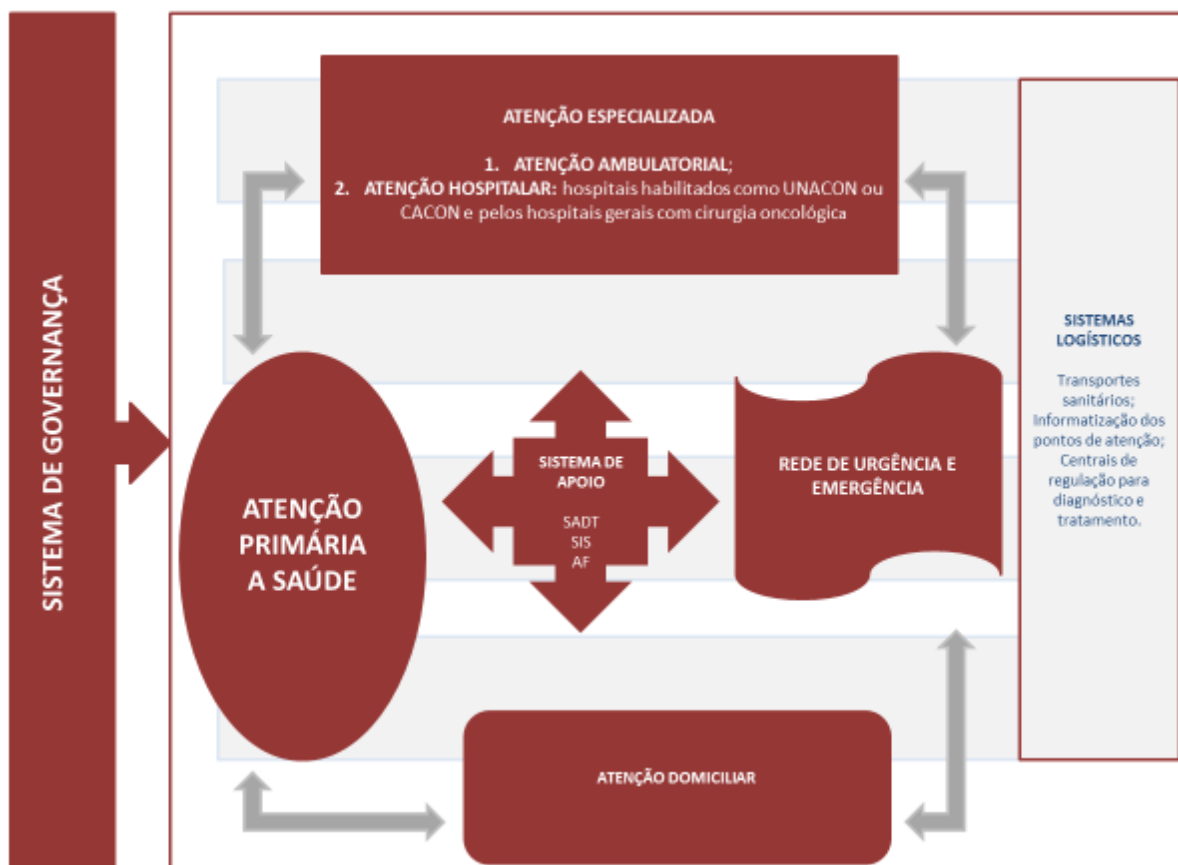 SISTEMA DE GOVERNANÇA
ATENÇÃO ESPECIALIZADA
1. ATENÇÃO AMBULATORIAL;
2. ATENÇÃO HOSPITALAR: hospitais habilitados como UNACON ou
CACON e pelos hospitais gerais com cirurgia oncológica
ATENÇÃO
PRIMÁRIA
A SAÚDE
SISTEMA DE
APOIO
SADT
SIS
AF
REDE DE URGÊNCIA E
EMERGÊNCIA
SISTEMAS
LOGÍSTICOS
Transportes
sanitários;
Informatização dos
pontos de atenção;
Centrais de
regulação para
diagnóstico e
tratamento.
ATENÇÃO DOMICILIAR